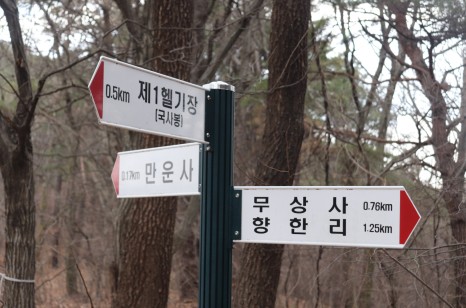 0.5km 제1헬기장
(국사봉)
0.17km 만운사
무상사 0.76km
향한리 1.25km